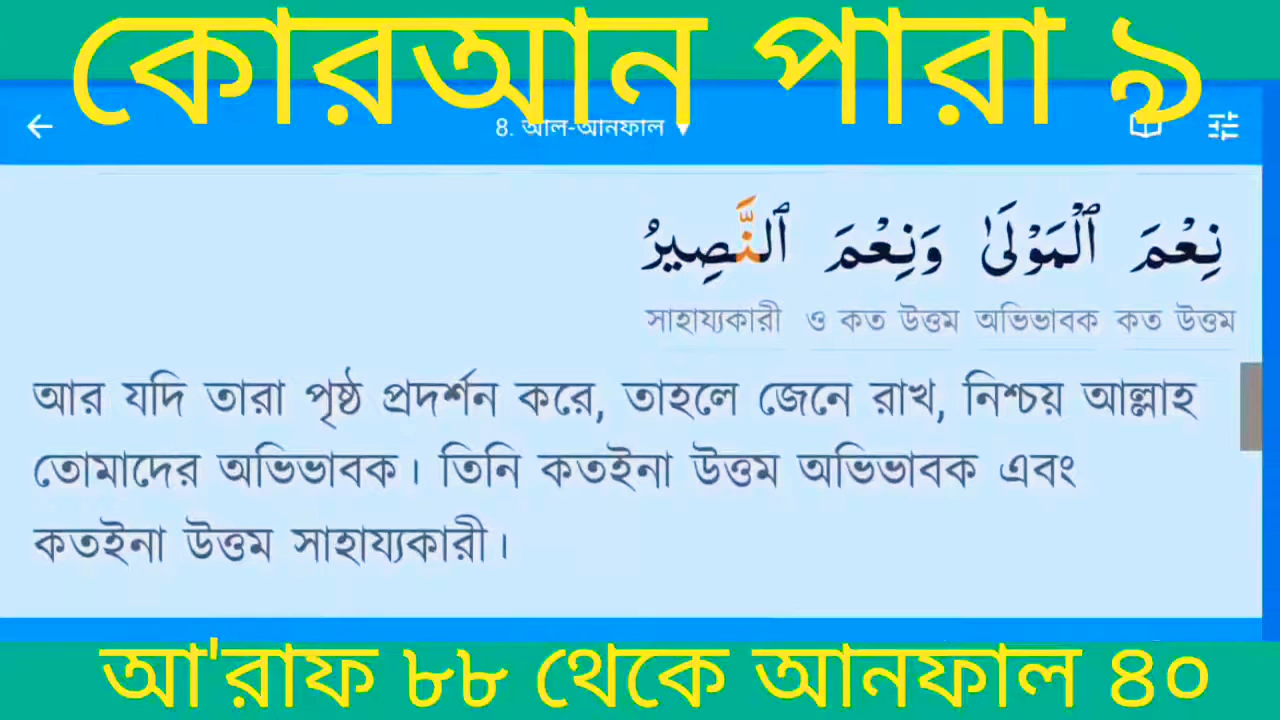 কোরআন পারা ৯
8. আল-আনফাল ▼
نِعْمَ ٱلْمَوْلَىٰ وَنِعْمَ ٱلنَّصِيرُ
সাহায্যকারী ও কত উত্তম অভিভাবক কত উত্তম
আর যদি তারা পৃষ্ঠ প্রদর্শন করে, তাহলে জেনে রাখ, নিশ্চয় আল্লাহ
তোমাদের অভিভাবক। তিনি কতইনা উত্তম অভিভাবক এবং
কতইনা উত্তম সাহায্যকারী।
আ'রাফ ৮৮ থেকে আনফাল ৪০